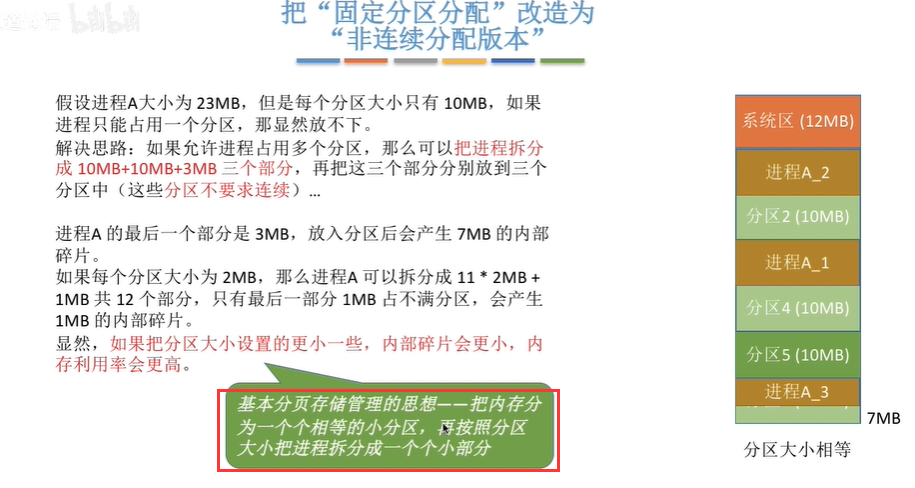 把“固定分区分配”改造为
“非连续分配版本”
假设进程A大小为 23MB，但是每个分区大小只有 10MB，如果
进程只能占用一个分区，那显然放不下。
解决思路：如果允许进程占用多个分区，那么可以把进程拆分
成 10MB+10MB+3MB 三个部分，再把这三个部分分别放到三个
分区中（这些分区不要求连续）...
进程A 的最后一个部分是 3MB，放入分区后会产生 7MB 的内部
碎片。
如果每个分区大小为 2MB，那么进程A 可以拆分成 11 * 2MB +
1MB 共 12 个部分，只有最后一部分 1MB 占不满分区，会产生
1MB 的内部碎片。
显然，如果把分区大小设置的更小一些，内部碎片会更小，内
存利用率会更高。
基本分页存储管理的思想——把内存分
为一个个相等的小分区，再按照分区
大小把进程拆分成一个个小部分
系统区 (12MB)
进程A_2
分区2 (10MB)
进程A_1
分区4 (10MB)
分区5 (10MB)
进程A_3
7MB
分区大小相等